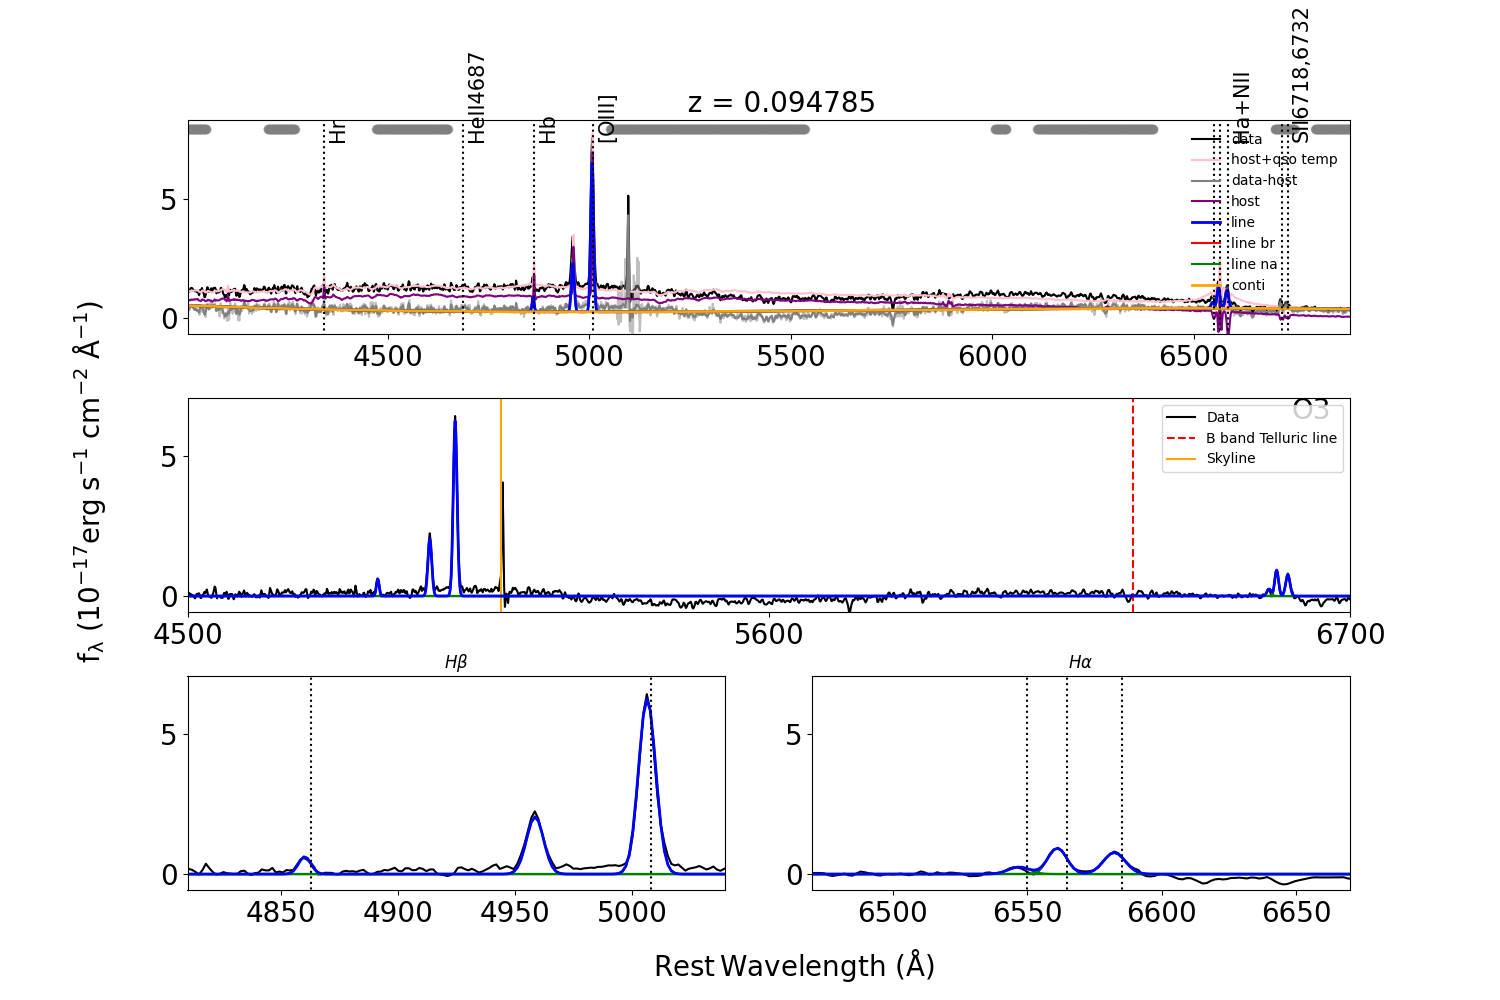 z = 0.094785
Hr
HeII4687
Hb
[OIII]
Ha+NII
SII6718,6732
data
host+qso temp
data-host
host
line
line br
line na
conti
5
0
4500
5000
5500
6000
6500
fλ (10⁻¹⁷erg s⁻¹ cm⁻² Å⁻¹)
O3
Data
B band Telluric line
Skyline
5
0
4500
5600
6700
Hβ
5
0
4850
4900
4950
5000
Hα
5
0
6500
6550
6600
6650
Rest Wavelength (Å)